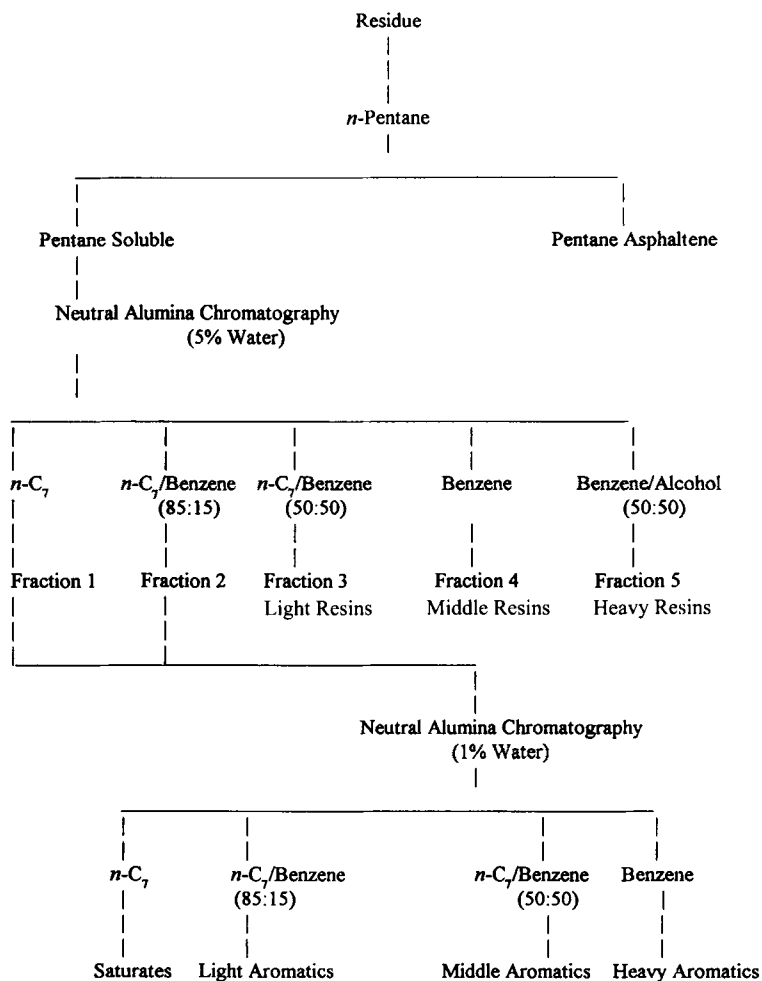 Residue
n-Pentane
Pentane Soluble Pentane Asphaltene
Neutral Alumina Chromatography
(5% Water)
n-C₇ n-C₇/Benzene n-C₇/Benzene Benzene Benzene/Alcohol
(85:15) (50:50) (50:50)
Fraction 1 Fraction 2 Fraction 3 Fraction 4 Fraction 5
Light Resins Middle Resins Heavy Resins
Neutral Alumina Chromatography
(1% Water)
n-C₇ n-C₇/Benzene n-C₇/Benzene Benzene
(85:15) (50:50)
Saturates Light Aromatics Middle Aromatics Heavy Aromatics